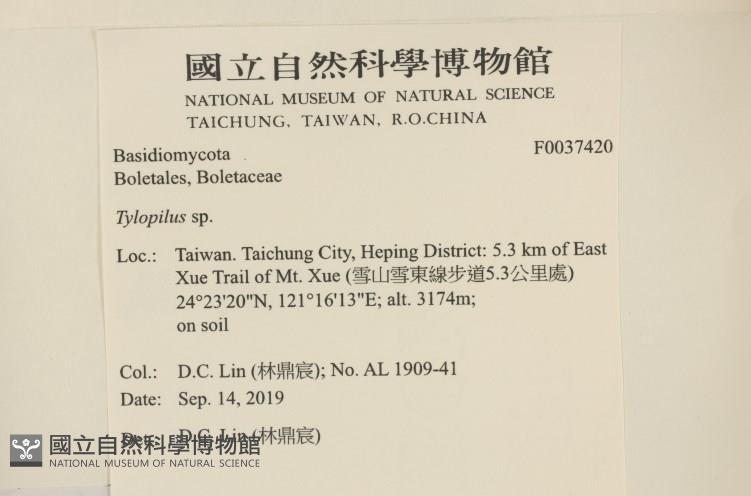 國立自然科學博物館
NATIONAL MUSEUM OF NATURAL SCIENCE
TAICHUNG, TAIWAN, R.O.CHINA
Basidiomycota F0037420
Boletales, Boletaceae
Tylopilus sp.
Loc.: Taiwan. Taichung City, Heping District: 5.3 km of East
Xue Trail of Mt. Xue (雪山雪東線步道5.3公里處)
24°23'20"N, 121°16'13"E; alt. 3174m;
on soil
Col.: D.C. Lin (林鼎宸); No. AL 1909-41
Date: Sep. 14, 2019
Det.: D.C. Lin (林鼎宸)
國立自然科學博物館
NATIONAL MUSEUM OF NATURAL SCIENCE